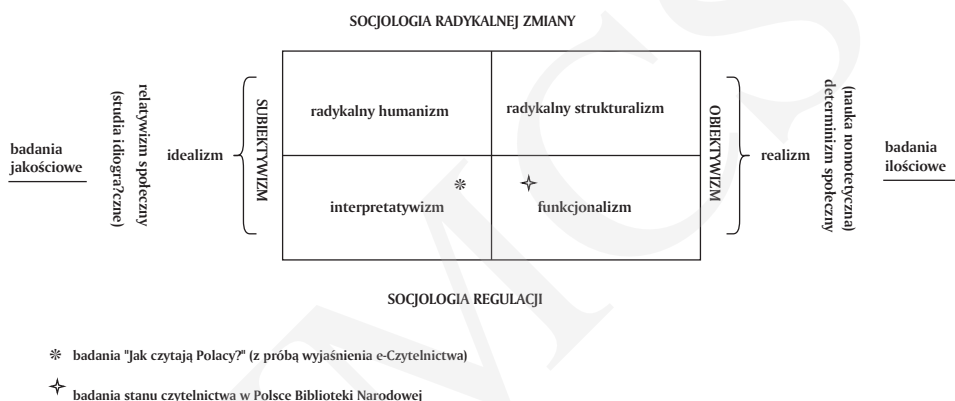 SOCJOLOGIA RADYKALNEJ ZMIANY
radykalny humanizm
radykalny strukturalizm
badania
jakościowe
relatywizm społeczny
(studia idiogra?czne)
idealizm
SUBIEKTYWIZM
OBIEKTYWIZM
realizm
(nauka nomotetyczna)
determinizm społeczny
badania
ilościowe
interpretatywizm
funkcjonalizm
SOCJOLOGIA REGULACJI
badania "Jak czytają Polacy?" (z próbą wyjaśnienia e-Czytelnictwa)
badania stanu czytelnictwa w Polsce Biblioteki Narodowej
MCS